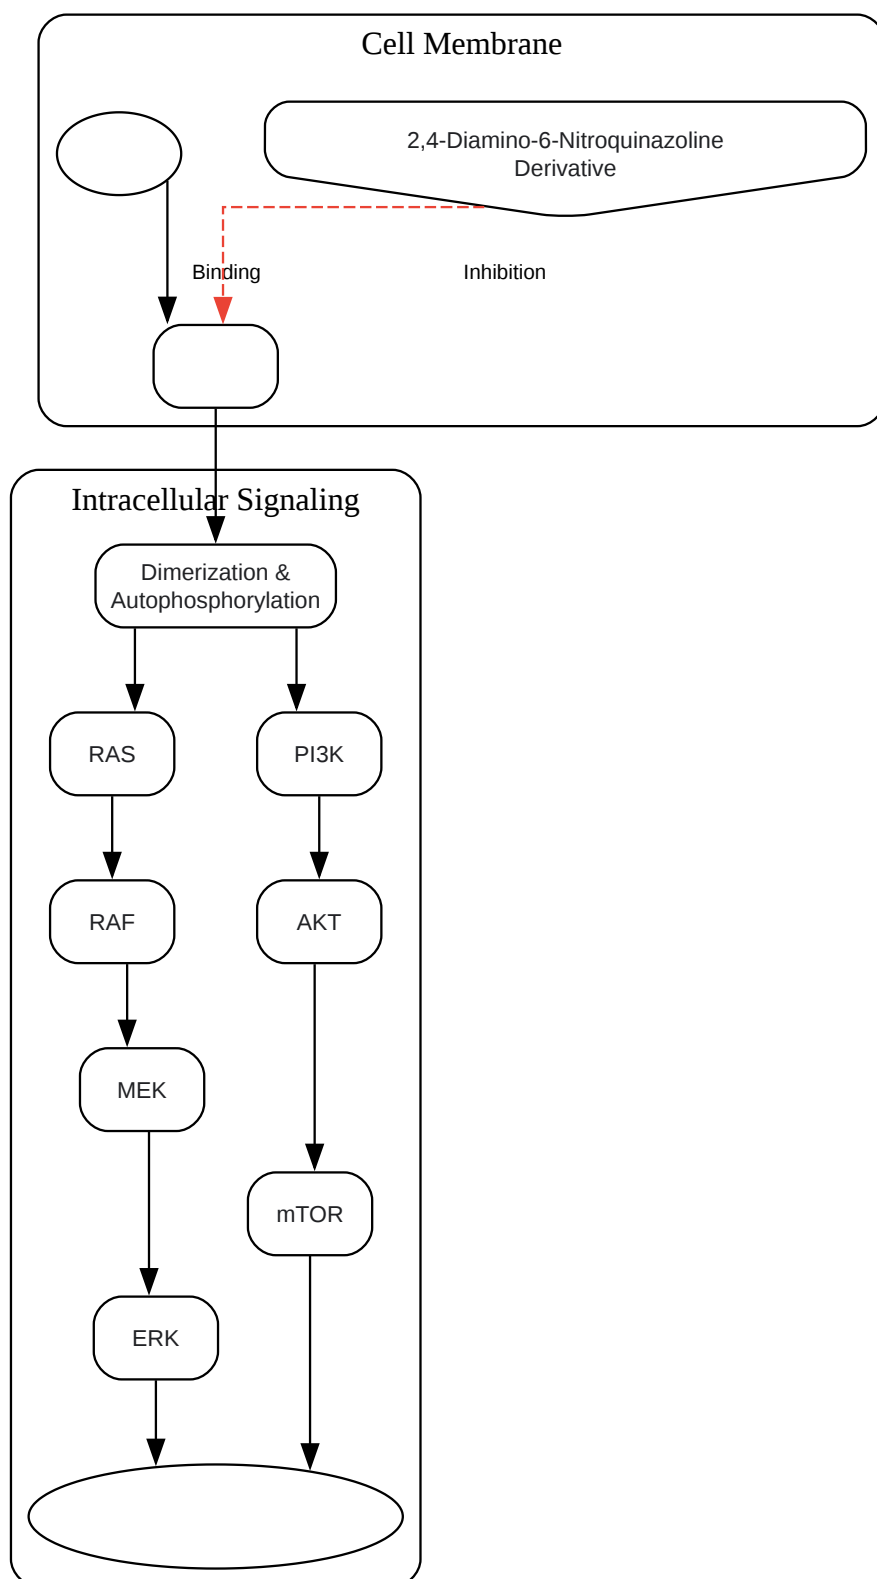 Cell Membrane
2,4-Diamino-6-Nitroquinazoline
Derivative
Binding
Inhibition
Intracellular Signaling
Dimerization &
Autophosphorylation
RAS
PI3K
RAF
AKT
MEK
mTOR
ERK